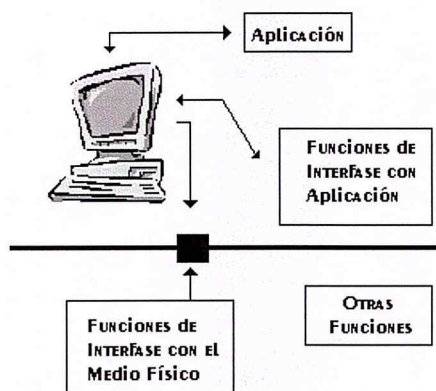 Aplicación
Funciones de
Interfase con
Aplicación
Otras
Funciones
Funciones de
Interfase con el
Medio Físico